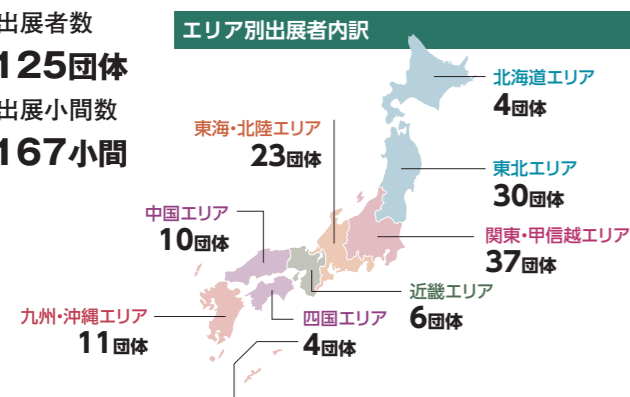 出展者数
125団体
出展小間数
167小間
エリア別出展者内訳
北海道エリア
4団体
東海・北陸エリア
23団体
東北エリア
30団体
中国エリア
10団体
関東・甲信越エリア
37団体
近畿エリア
6団体
九州・沖縄エリア
11団体
四国エリア
4団体